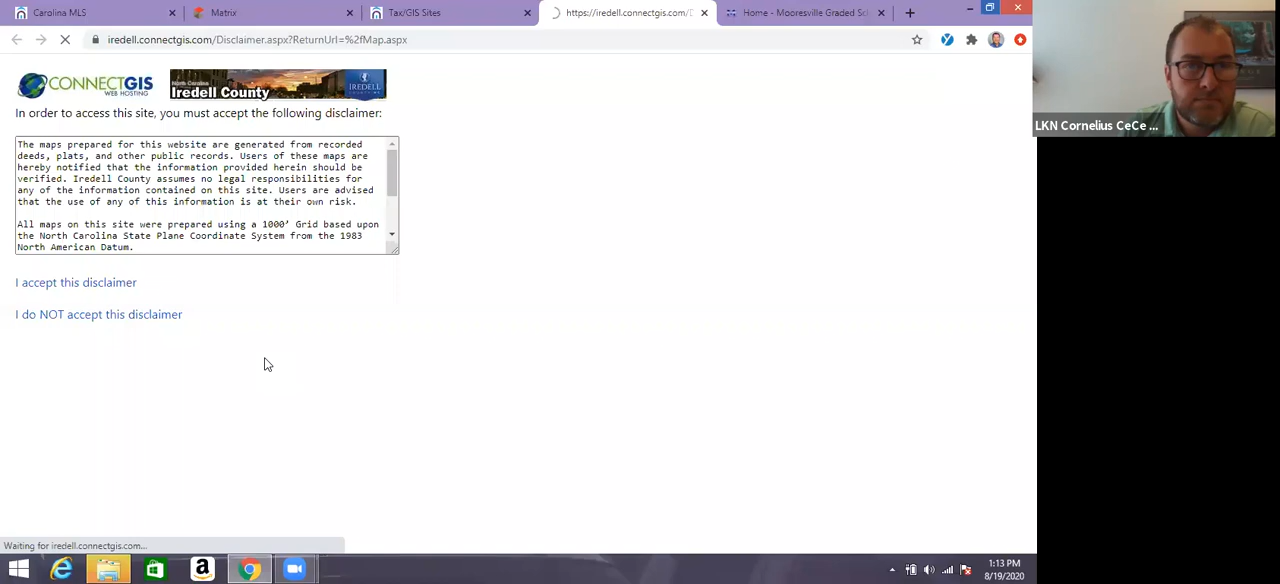 Carolina MLS
Matrix
Tax/GIS Sites
https://iredell.connectgis.com/D
Home - Mooresville Graded Sch
iredell.connectgis.com/Disclaimer.aspx?ReturnUrl=%2fMap.aspx
CONNECTGIS
WEB HOSTING
North Carolina
Iredell County
IREDELL
In order to access this site, you must accept the following disclaimer:
The maps prepared for this website are generated from recorded
deeds, plats, and other public records. Users of these maps are
hereby notified that the information provided herein should be
verified. Iredell County assumes no legal responsibilities for
any of the information contained on this site. Users are advised
that the use of any of this information is at their own risk.
All maps on this site were prepared using a 1000’ Grid based upon
the North Carolina State Plane Coordinate System from the 1983
North American Datum.
I accept this disclaimer
I do NOT accept this disclaimer
LKN Cornelius CeCe ...
Waiting for iredell.connectgis.com...
1:13 PM
8/19/2020